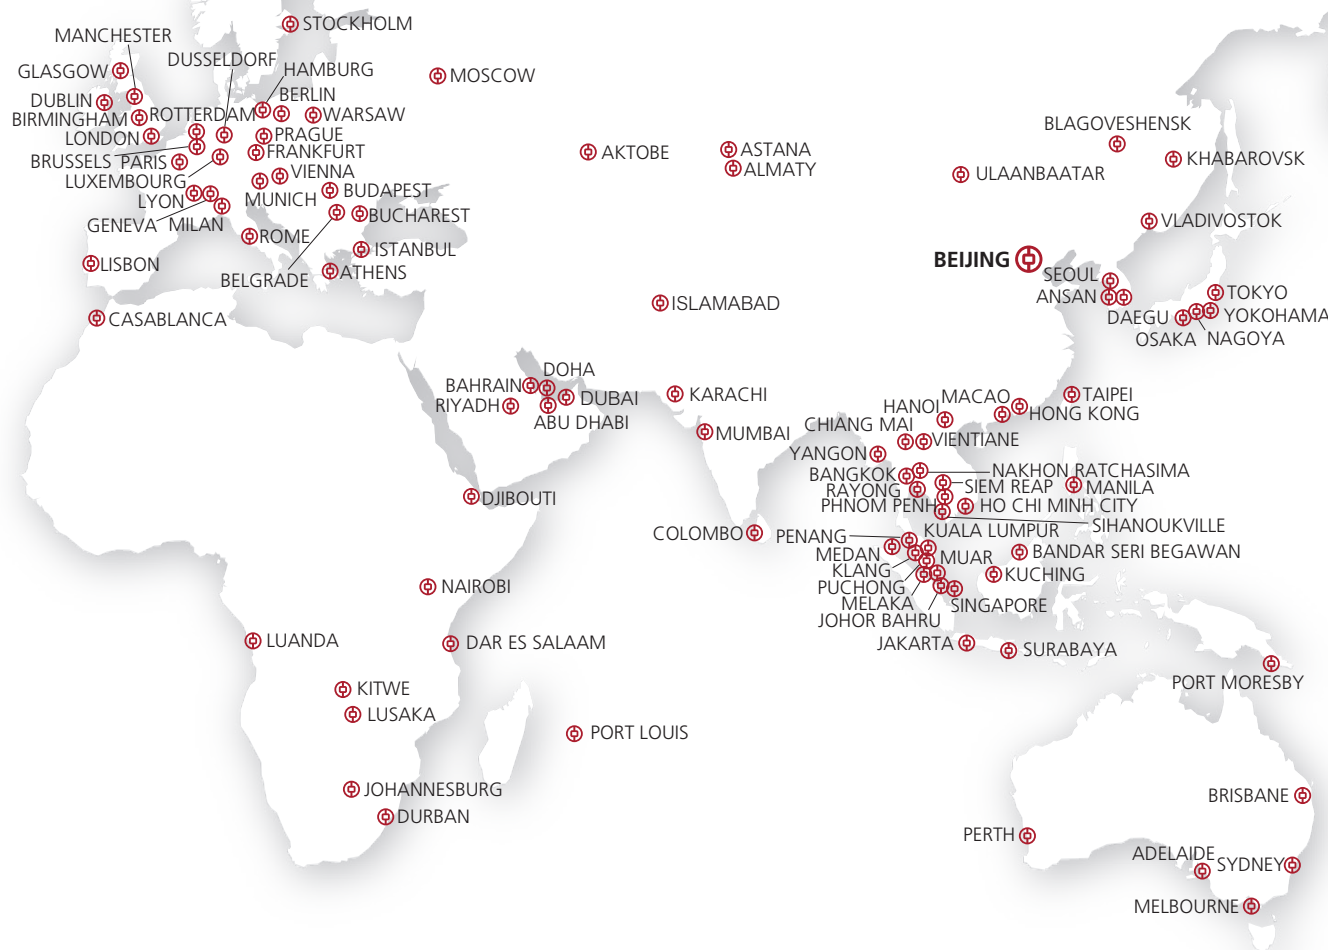 STOCKHOLM
MANCHESTER
DUSSELDORF
GLASGOW
HAMBURG
MOSCOW
BERLIN
DUBLIN
ROTTERDAM
WARSAW
BIRMINGHAM
BLAGOVESHENSK
LONDON
PRAGUE
ASTANA
AKTOBE
FRANKFURT
KHABAROVSK
BRUSSELS
PARIS
ALMATY
VIENNA
ULAANBAATAR
LUXEMBOURG
BUDAPEST
LYON
MUNICH
BUCHAREST
VLADIVOSTOK
GENEVA
MILAN
ROME
ISTANBUL
BEIJING
LISBON
ATHENS
SEOUL
BELGRADE
TOKYO
ANSAN
ISLAMABAD
YOKOHAMA
DAEGU
CASABLANCA
OSAKA
NAGOYA
DOHA
BAHRAIN
KARACHI
MACAO
TAIPEI
DUBAI
RIYADH
HANOI
HONG KONG
ABU DHABI
CHIANG MAI
MUMBAI
VIENTIANE
YANGON
NAKHON RATCHASIMA
BANGKOK
SIEM REAP
MANILA
RAYONG
DJIBOUTI
PHNOM PENH
HO CHI MINH CITY
SIHANOUKVILLE
COLOMBO
PENANG
KUALA LUMPUR
MEDAN
MUAR
BANDAR SERI BEGAWAN
KLANG
KUCHING
NAIROBI
PUCHONG
MELAKA
SINGAPORE
JOHOR BAHRU
LUANDA
DAR ES SALAAM
JAKARTA
SURABAYA
PORT MORESBY
KITWE
LUSAKA
PORT LOUIS
JOHANNESBURG
BRISBANE
DURBAN
PERTH
ADELAIDE
SYDNEY
MELBOURNE